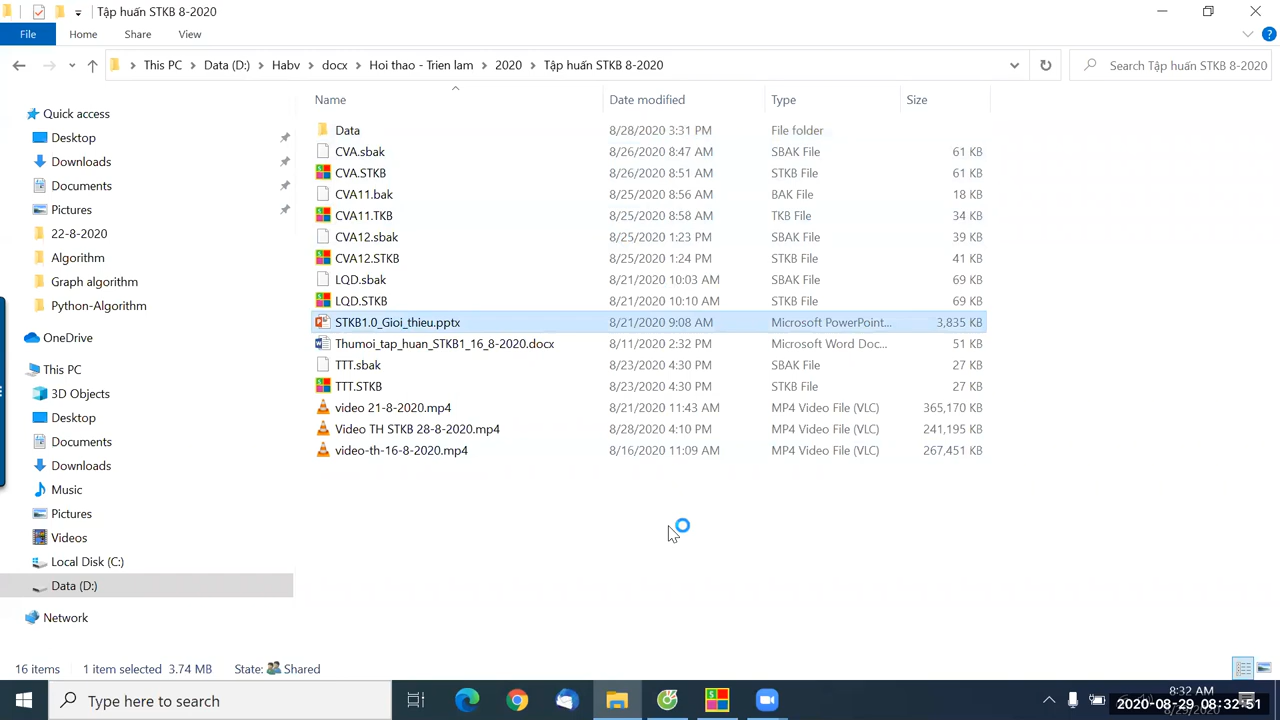 Tập huấn STKB 8-2020
File Home Share View
This PC Data (D:) Habv docx Hoi thao - Trien lam 2020 Tập huấn STKB 8-2020 Search Tập huấn STKB 8-2020
Name Date modified Type Size
Quick access
Desktop
Downloads
Documents
Pictures
22-8-2020
Algorithm
Graph algorithm
Python-Algorithm
OneDrive
This PC
3D Objects
Desktop
Documents
Downloads
Music
Pictures
Videos
Local Disk (C:)
Data (D:)
Network
Data 8/28/2020 3:31 PM File folder
CVA.sbak 8/26/2020 8:47 AM SBAK File 61 KB
CVA.STKB 8/26/2020 8:51 AM STKB File 61 KB
CVA11.bak 8/25/2020 8:56 AM BAK File 18 KB
CVA11.TKB 8/25/2020 8:58 AM TKB File 34 KB
CVA12.sbak 8/25/2020 1:23 PM SBAK File 39 KB
CVA12.STKB 8/25/2020 1:24 PM STKB File 41 KB
LQD.sbak 8/21/2020 10:03 AM SBAK File 69 KB
LQD.STKB 8/21/2020 10:10 AM STKB File 69 KB
STKB1.0_Gioi_thieu.pptx 8/21/2020 9:08 AM Microsoft PowerPoint... 3,835 KB
Thumoi_tap_huan_STKB1_16_8-2020.docx 8/11/2020 2:32 PM Microsoft Word Doc... 51 KB
TTT.sbak 8/23/2020 4:30 PM SBAK File 27 KB
TTT.STKB 8/23/2020 4:30 PM STKB File 27 KB
video 21-8-2020.mp4 8/21/2020 11:43 AM MP4 Video File (VLC) 365,170 KB
Video TH STKB 28-8-2020.mp4 8/28/2020 4:10 PM MP4 Video File (VLC) 241,195 KB
video-th-16-8-2020.mp4 8/16/2020 11:09 AM MP4 Video File (VLC) 267,451 KB
16 items 1 item selected 3.74 MB State: Shared
Type here to search
8:32 AM
2020-08-29 08:32:51